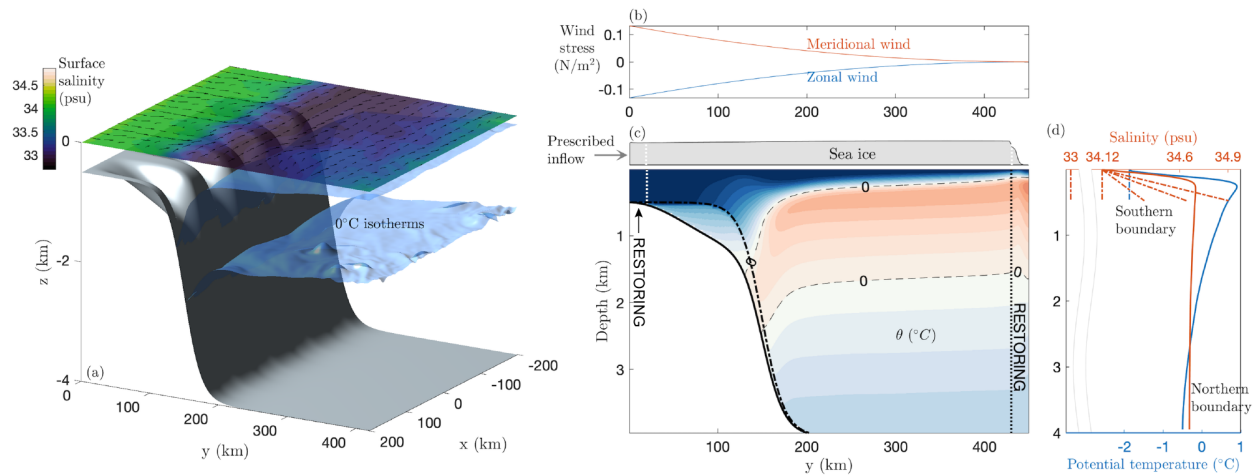 Surface
salinity
(psu)
34.5
34
33.5
33
0
-2
-4
z (km)
0°C isotherms
(a)
0
100
200
300
400
y (km)
200
100
0
-100
-200
x (km)
(b)
Wind
stress
(N/m²)
0.1
0
-0.1
Meridional wind
Zonal wind
0
100
200
300
400
(c)
Prescribed
inflow
Sea ice
0
0
0
0
RESTORING
RESTORING
θ (°C)
Depth (km)
1
2
3
100
200
300
400
y (km)
(d)
Salinity (psu)
33
34.12
34.6
34.9
Southern
boundary
Northern
boundary
0
1
2
3
4
-2
-1
0
1
Potential temperature (°C)